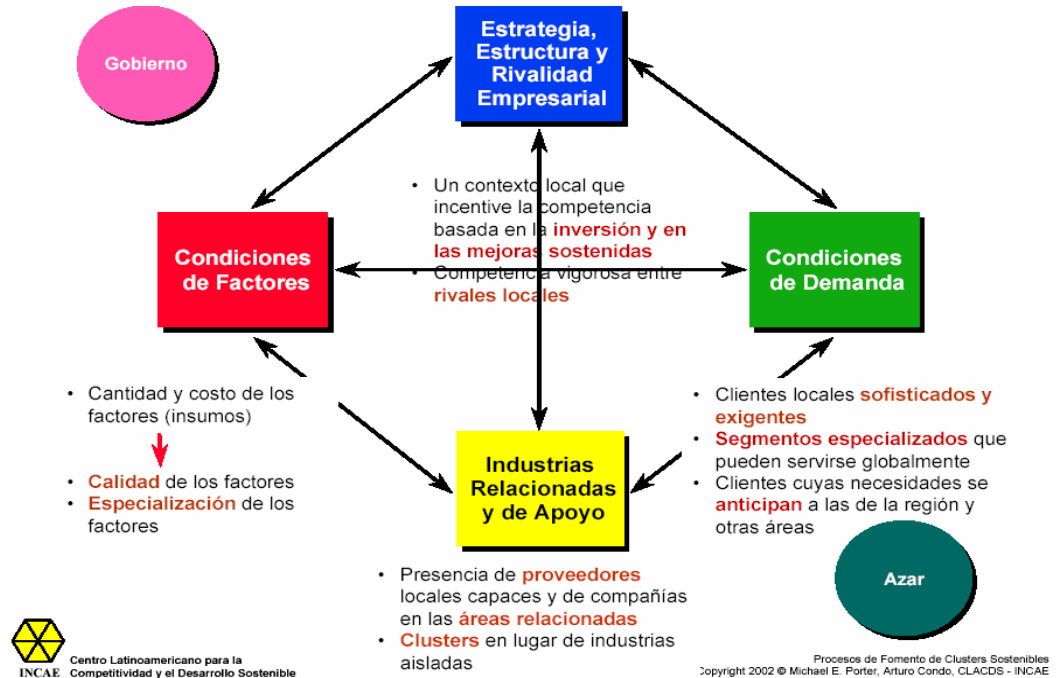 Gobierno
Estrategia,
Estructura y
Rivalidad
Empresarial
• Un contexto local que
incentive la competencia
basada en la inversión y en
las mejoras sostenidas
• Competencia vigorosa entre
rivales locales
Condiciones
de Factores
Condiciones
de Demanda
• Cantidad y costo de los
factores (insumos)
• Calidad de los factores
• Especialización de los
factores
Industrias
Relacionadas
y de Apoyo
• Clientes locales sofisticados y
exigentes
• Segmentos especializados que
pueden servirse globalmente
• Clientes cuyas necesidades se
anticipan a las de la región y
otras áreas
• Presencia de proveedores
locales capaces y de compañías
en las áreas relacionadas
• Clusters en lugar de industrias
aisladas
Azar
INCAE
Centro Latinoamericano para la
Competitividad y el Desarrollo Sostenible
Procesos de Fomento de Clusters Sostenibles
Copyright 2002 © Michael E. Porter, Arturo Condo, CLACDS - INCAE